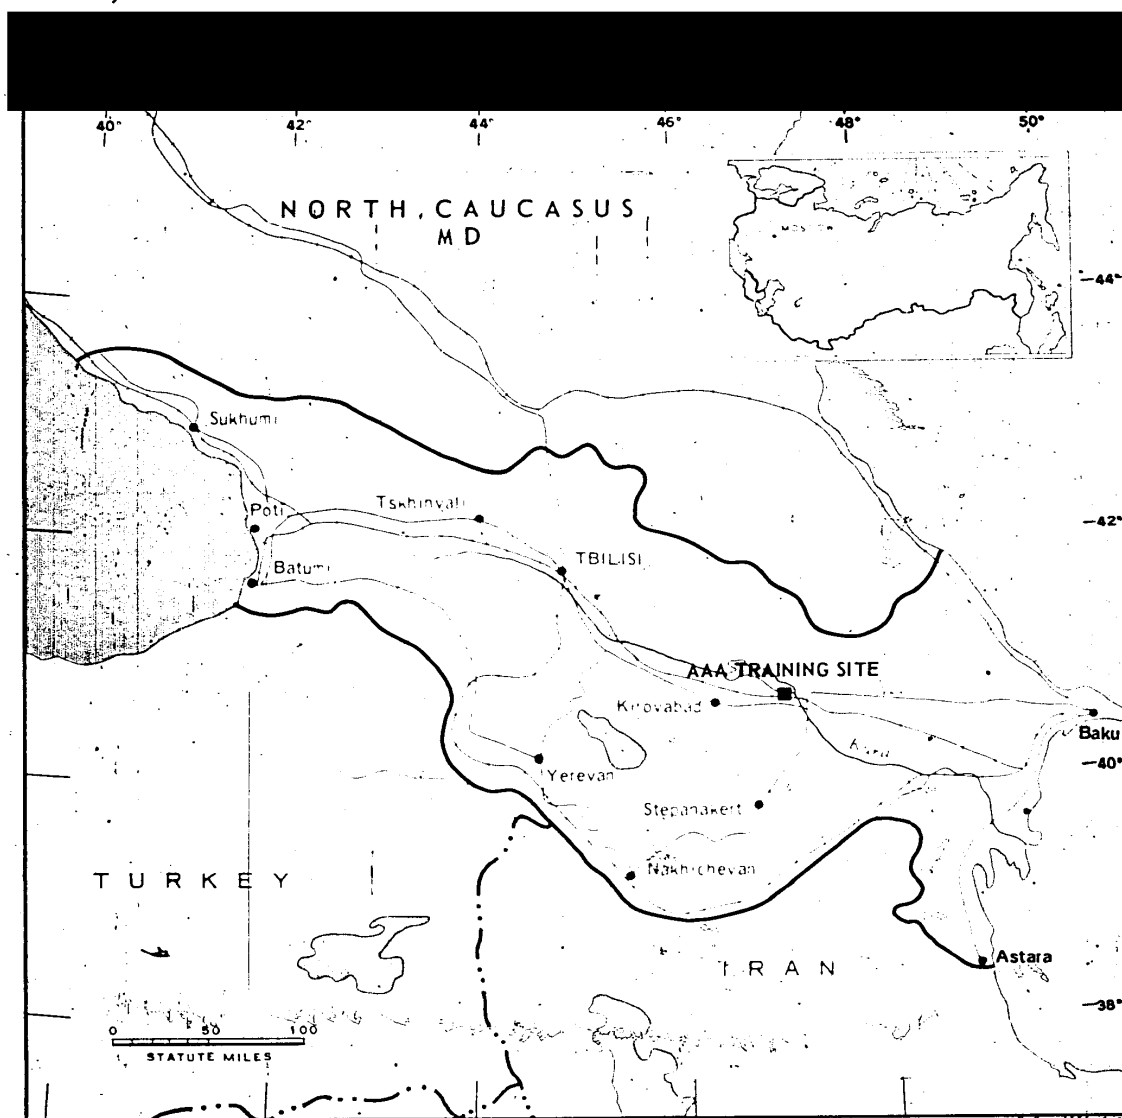 40° 42° 44° 46° 48° 50°
NORTH CAUCASUS
MD
MOSCOW
44°
Sukhumi
Tskhinvali
Poti
42°
TBILISI
Batumi
AAA TRAINING SITE
Kirovabad
Baku
Kura
40°
Yerevan
Stepanakert
Nakhichevan
TURKEY
Astara
IRAN
38°
0 50 100
STATUTE MILES